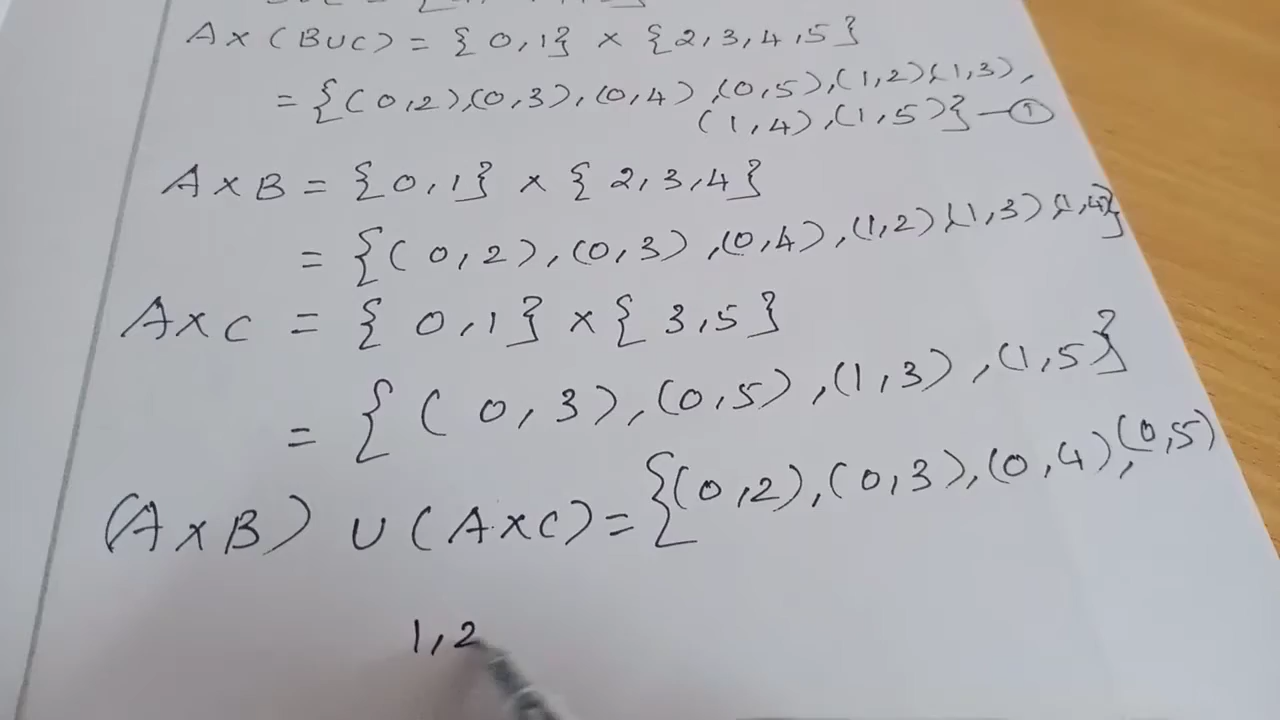 A × (B ∪ C) = {0,1} × {2,3,4,5}
= {(0,2),(0,3),(0,4),(0,5),(1,2),(1,3),
(1,4),(1,5)} — ①
A × B = {0,1} × {2,3,4}
= {(0,2),(0,3),(0,4),(1,2),(1,3),(1,4)}
A × C = {0,1} × {3,5}
= {(0,3),(0,5),(1,3),(1,5)}
(A × B) ∪ (A × C) = {(0,2),(0,3),(0,4),(0,5)
1,2